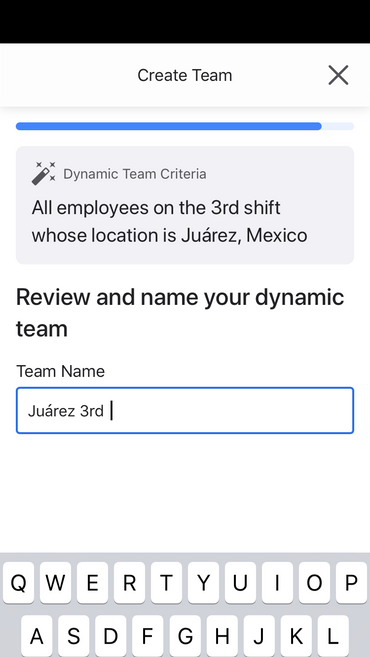 Create Team
Dynamic Team Criteria
All employees on the 3rd shift
whose location is Juárez, Mexico
Review and name your dynamic
team
Team Name
Juárez 3rd
Q W E R T Y U I O P
A S D F G H J K L